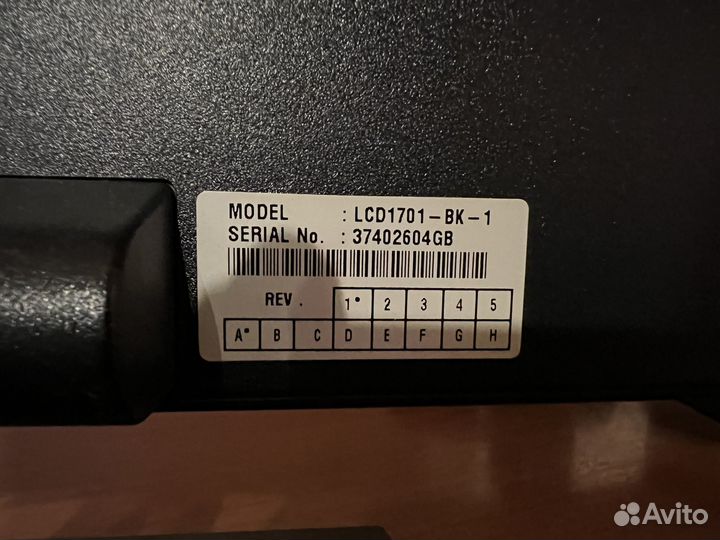 MODEL : LCD1701-BK-1
SERIAL No. : 37402604GB
REV. 1• 2 3 4 5
A• B C D E F G H
Avito